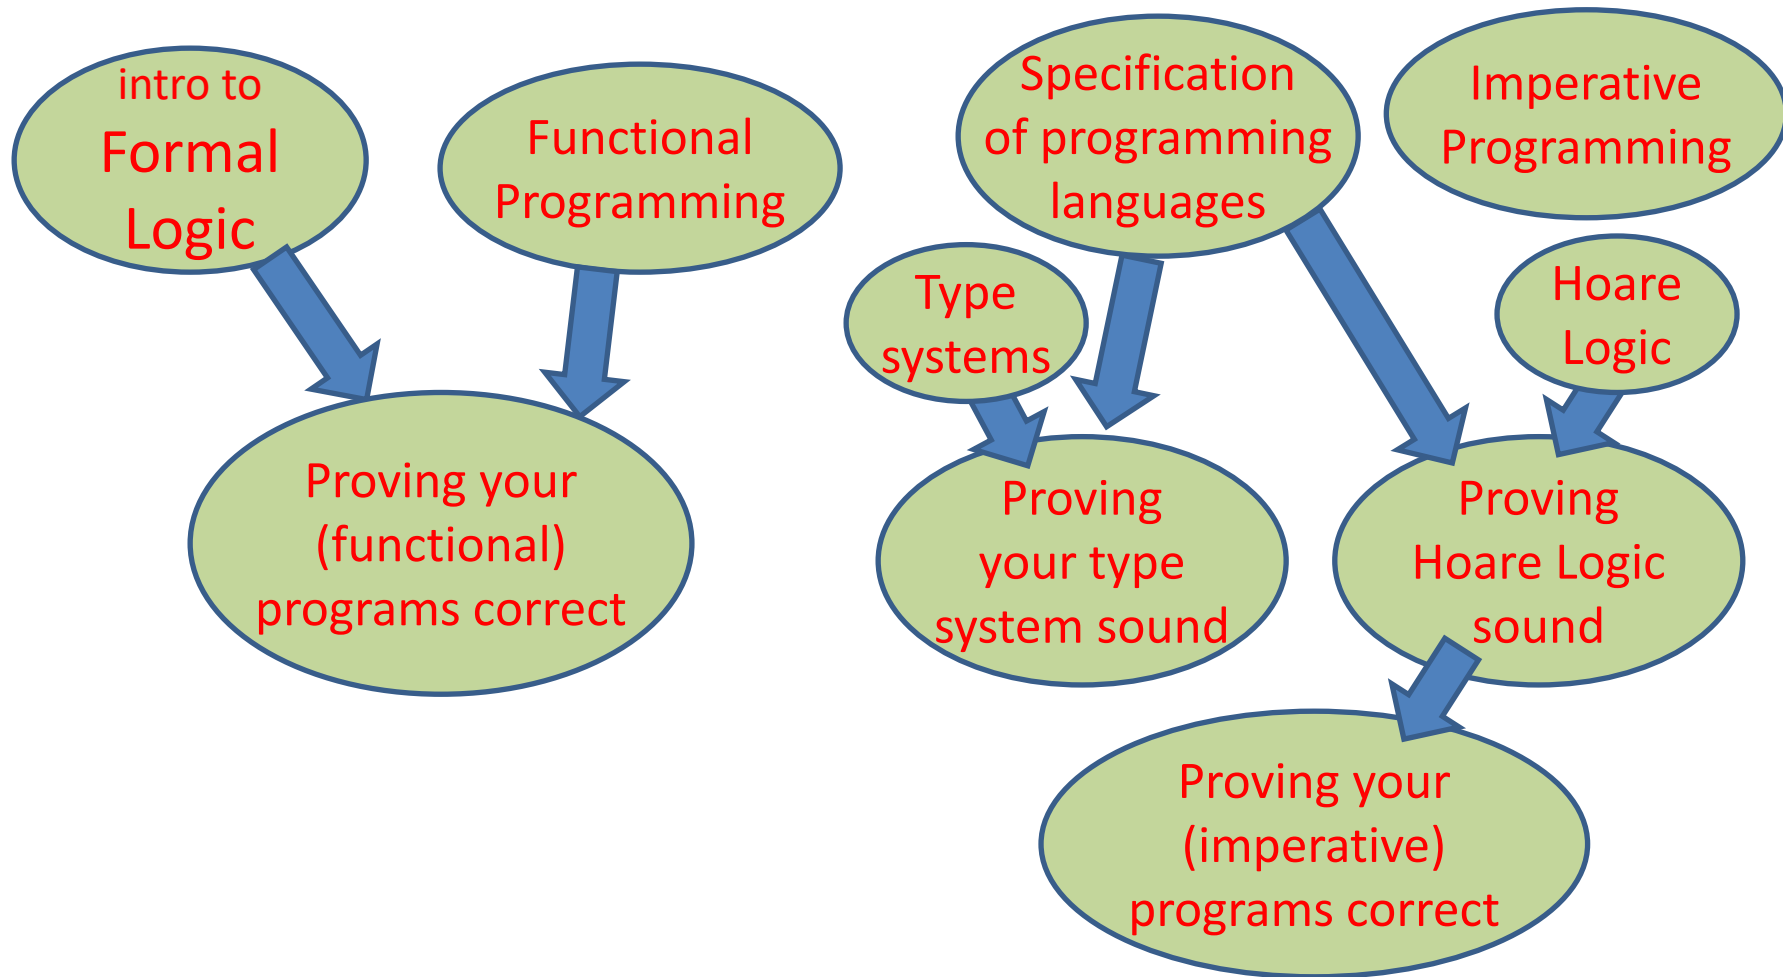 intro to
Formal
Logic
Functional
Programming
Specification
of programming
languages
Imperative
Programming
Type
systems
Hoare
Logic
Proving your
(functional)
programs correct
Proving
your type
system sound
Proving
Hoare Logic
sound
Proving your
(imperative)
programs correct